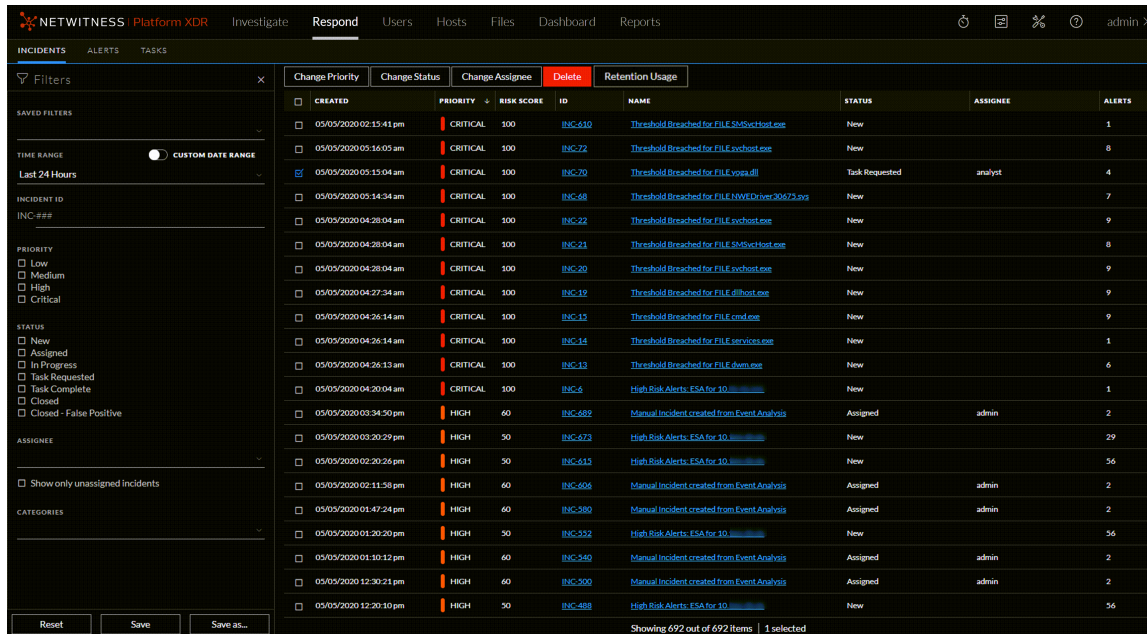 NETWITNESS | Platform XDR Investigate Respond Users Hosts Files Dashboard Reports admin
INCIDENTS ALERTS TASKS
Filters
SAVED FILTERS
TIME RANGE CUSTOM DATE RANGE
Last 24 Hours
INCIDENT ID
INC-###
PRIORITY
Low
Medium
High
Critical
STATUS
New
Assigned
In Progress
Task Requested
Task Complete
Closed
Closed - False Positive
ASSIGNEE
Show only unassigned incidents
CATEGORIES
Reset Save Save as...
Change Priority Change Status Change Assignee Delete Retention Usage
CREATED PRIORITY RISK SCORE ID NAME STATUS ASSIGNEE ALERTS
05/05/2020 02:15:41 pm CRITICAL 100 INC-610 Threshold Breached for FILE SMSvcHost.exe New 1
05/05/2020 05:16:05 am CRITICAL 100 INC-72 Threshold Breached for FILE svchost.exe New 8
05/05/2020 05:15:04 am CRITICAL 100 INC-70 Threshold Breached for FILE yoga.dll Task Requested analyst 4
05/05/2020 05:14:34 am CRITICAL 100 INC-68 Threshold Breached for FILE NWEDriver30675.sys New 7
05/05/2020 04:28:04 am CRITICAL 100 INC-22 Threshold Breached for FILE svchost.exe New 9
05/05/2020 04:28:04 am CRITICAL 100 INC-21 Threshold Breached for FILE SMSvcHost.exe New 8
05/05/2020 04:28:04 am CRITICAL 100 INC-20 Threshold Breached for FILE svchost.exe New 9
05/05/2020 04:27:34 am CRITICAL 100 INC-19 Threshold Breached for FILE dllhost.exe New 9
05/05/2020 04:26:14 am CRITICAL 100 INC-15 Threshold Breached for FILE cmd.exe New 9
05/05/2020 04:26:14 am CRITICAL 100 INC-14 Threshold Breached for FILE services.exe New 1
05/05/2020 04:26:13 am CRITICAL 100 INC-13 Threshold Breached for FILE dwm.exe New 6
05/05/2020 04:20:04 am CRITICAL 100 INC-6 High Risk Alerts: ESA for 10. New 1
05/05/2020 03:34:50 pm HIGH 60 INC-689 Manual Incident created from Event Analysis Assigned admin 2
05/05/2020 03:20:29 pm HIGH 50 INC-673 High Risk Alerts: ESA for 10. New 29
05/05/2020 02:20:26 pm HIGH 50 INC-615 High Risk Alerts: ESA for 10. New 56
05/05/2020 02:11:58 pm HIGH 60 INC-606 Manual Incident created from Event Analysis Assigned admin 2
05/05/2020 01:47:24 pm HIGH 60 INC-580 Manual Incident created from Event Analysis Assigned admin 2
05/05/2020 01:20:20 pm HIGH 50 INC-552 High Risk Alerts: ESA for 10. New 56
05/05/2020 01:10:12 pm HIGH 60 INC-540 Manual Incident created from Event Analysis Assigned admin 2
05/05/2020 12:30:21 pm HIGH 60 INC-500 Manual Incident created from Event Analysis Assigned admin 2
05/05/2020 12:20:10 pm HIGH 50 INC-488 High Risk Alerts: ESA for 10. New 56
Showing 692 out of 692 items | 1 selected